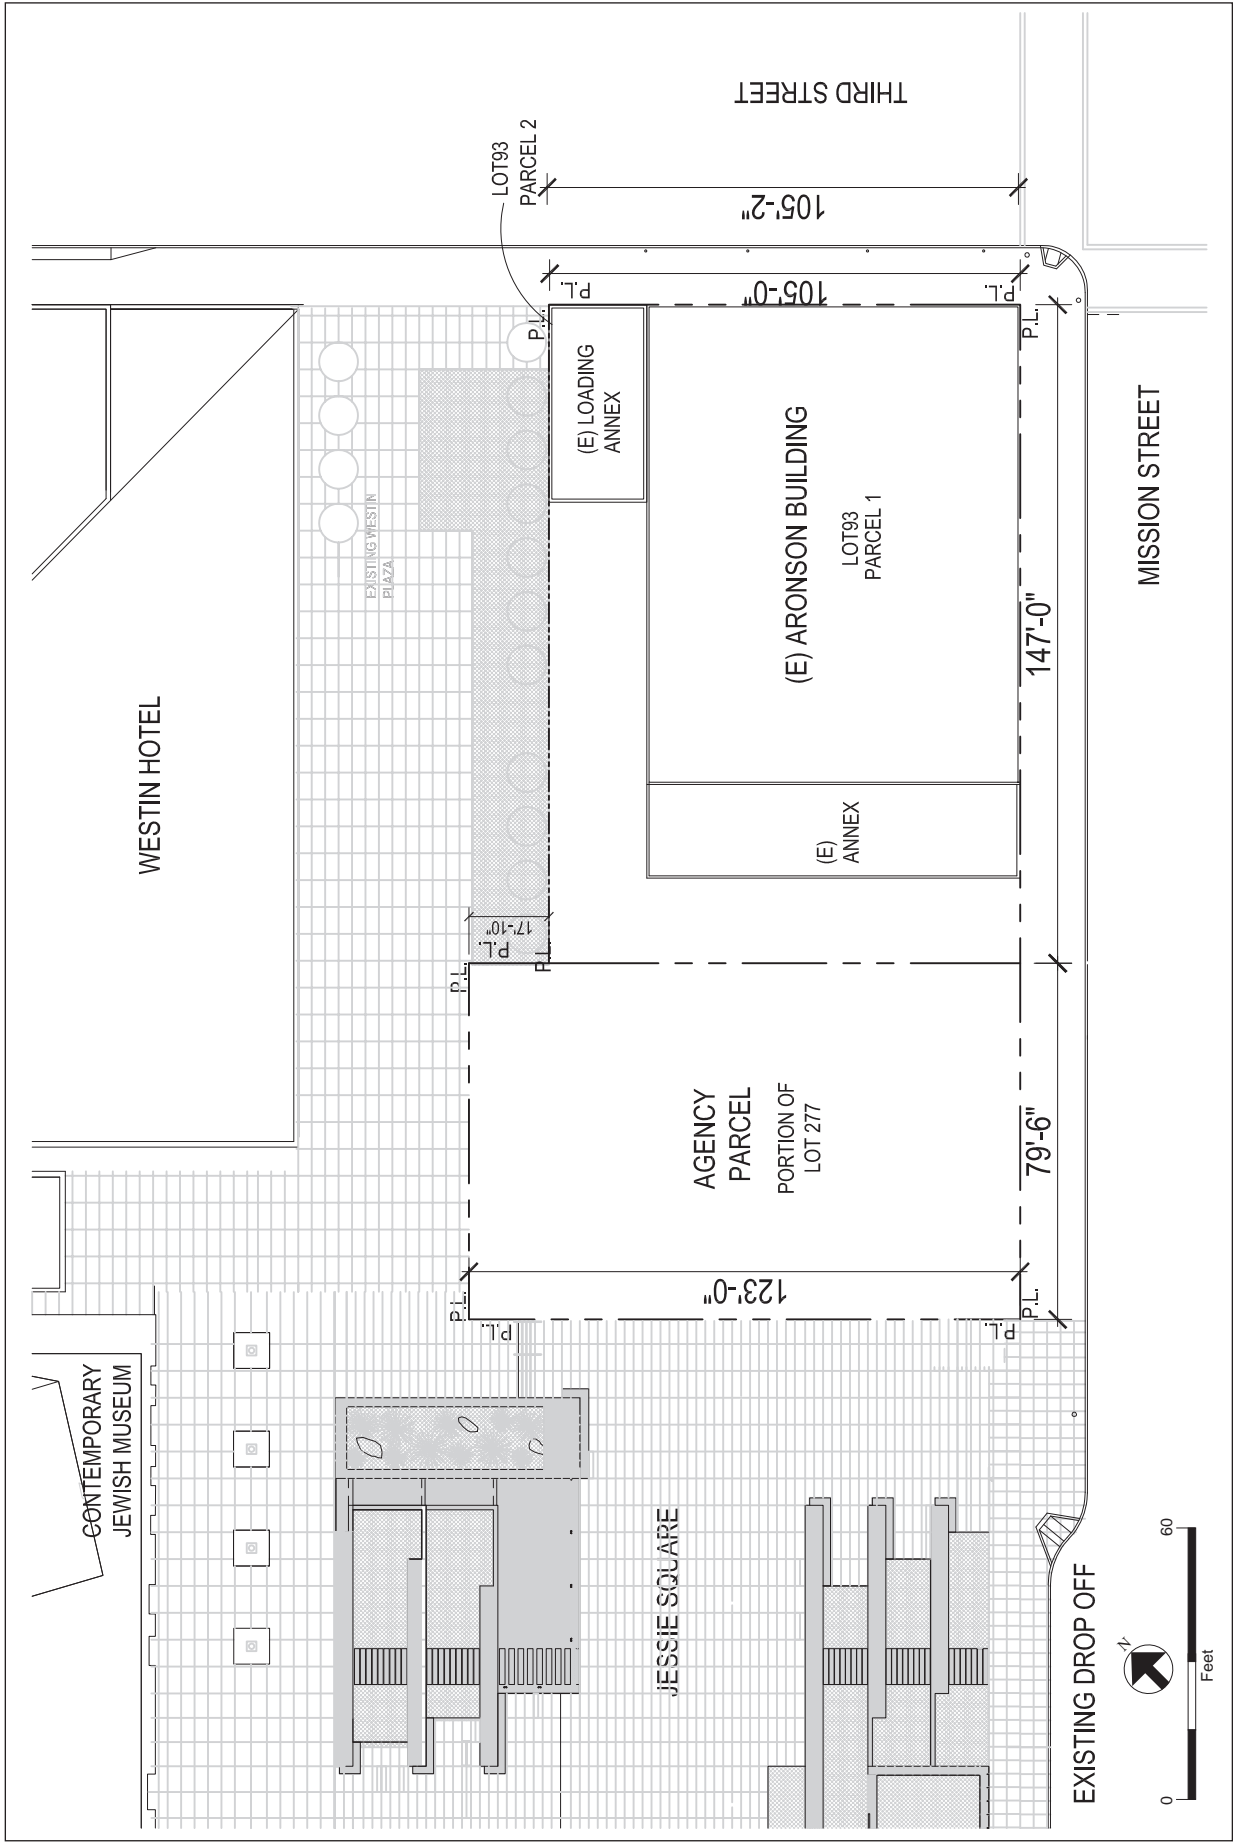 THIRD STREET
LOT93
PARCEL 2
105'-2"
105'-0"
P.L.
P.L.
P.L.
P.L.
(E) LOADING
ANNEX
(E) ARONSON BUILDING
LOT93
PARCEL 1
MISSION STREET
147'-0"
EXISTING WESTIN
PLAZA
WESTIN HOTEL
(E)
ANNEX
17'-10"
P.L.
P.L.
P.L.
AGENCY
PARCEL
PORTION OF
LOT 277
79'-6"
123'-0"
P.L.
P.L.
P.L.
P.L.
CONTEMPORARY
JEWISH MUSEUM
JESSIE SQUARE
EXISTING DROP OFF
N
0
60
Feet